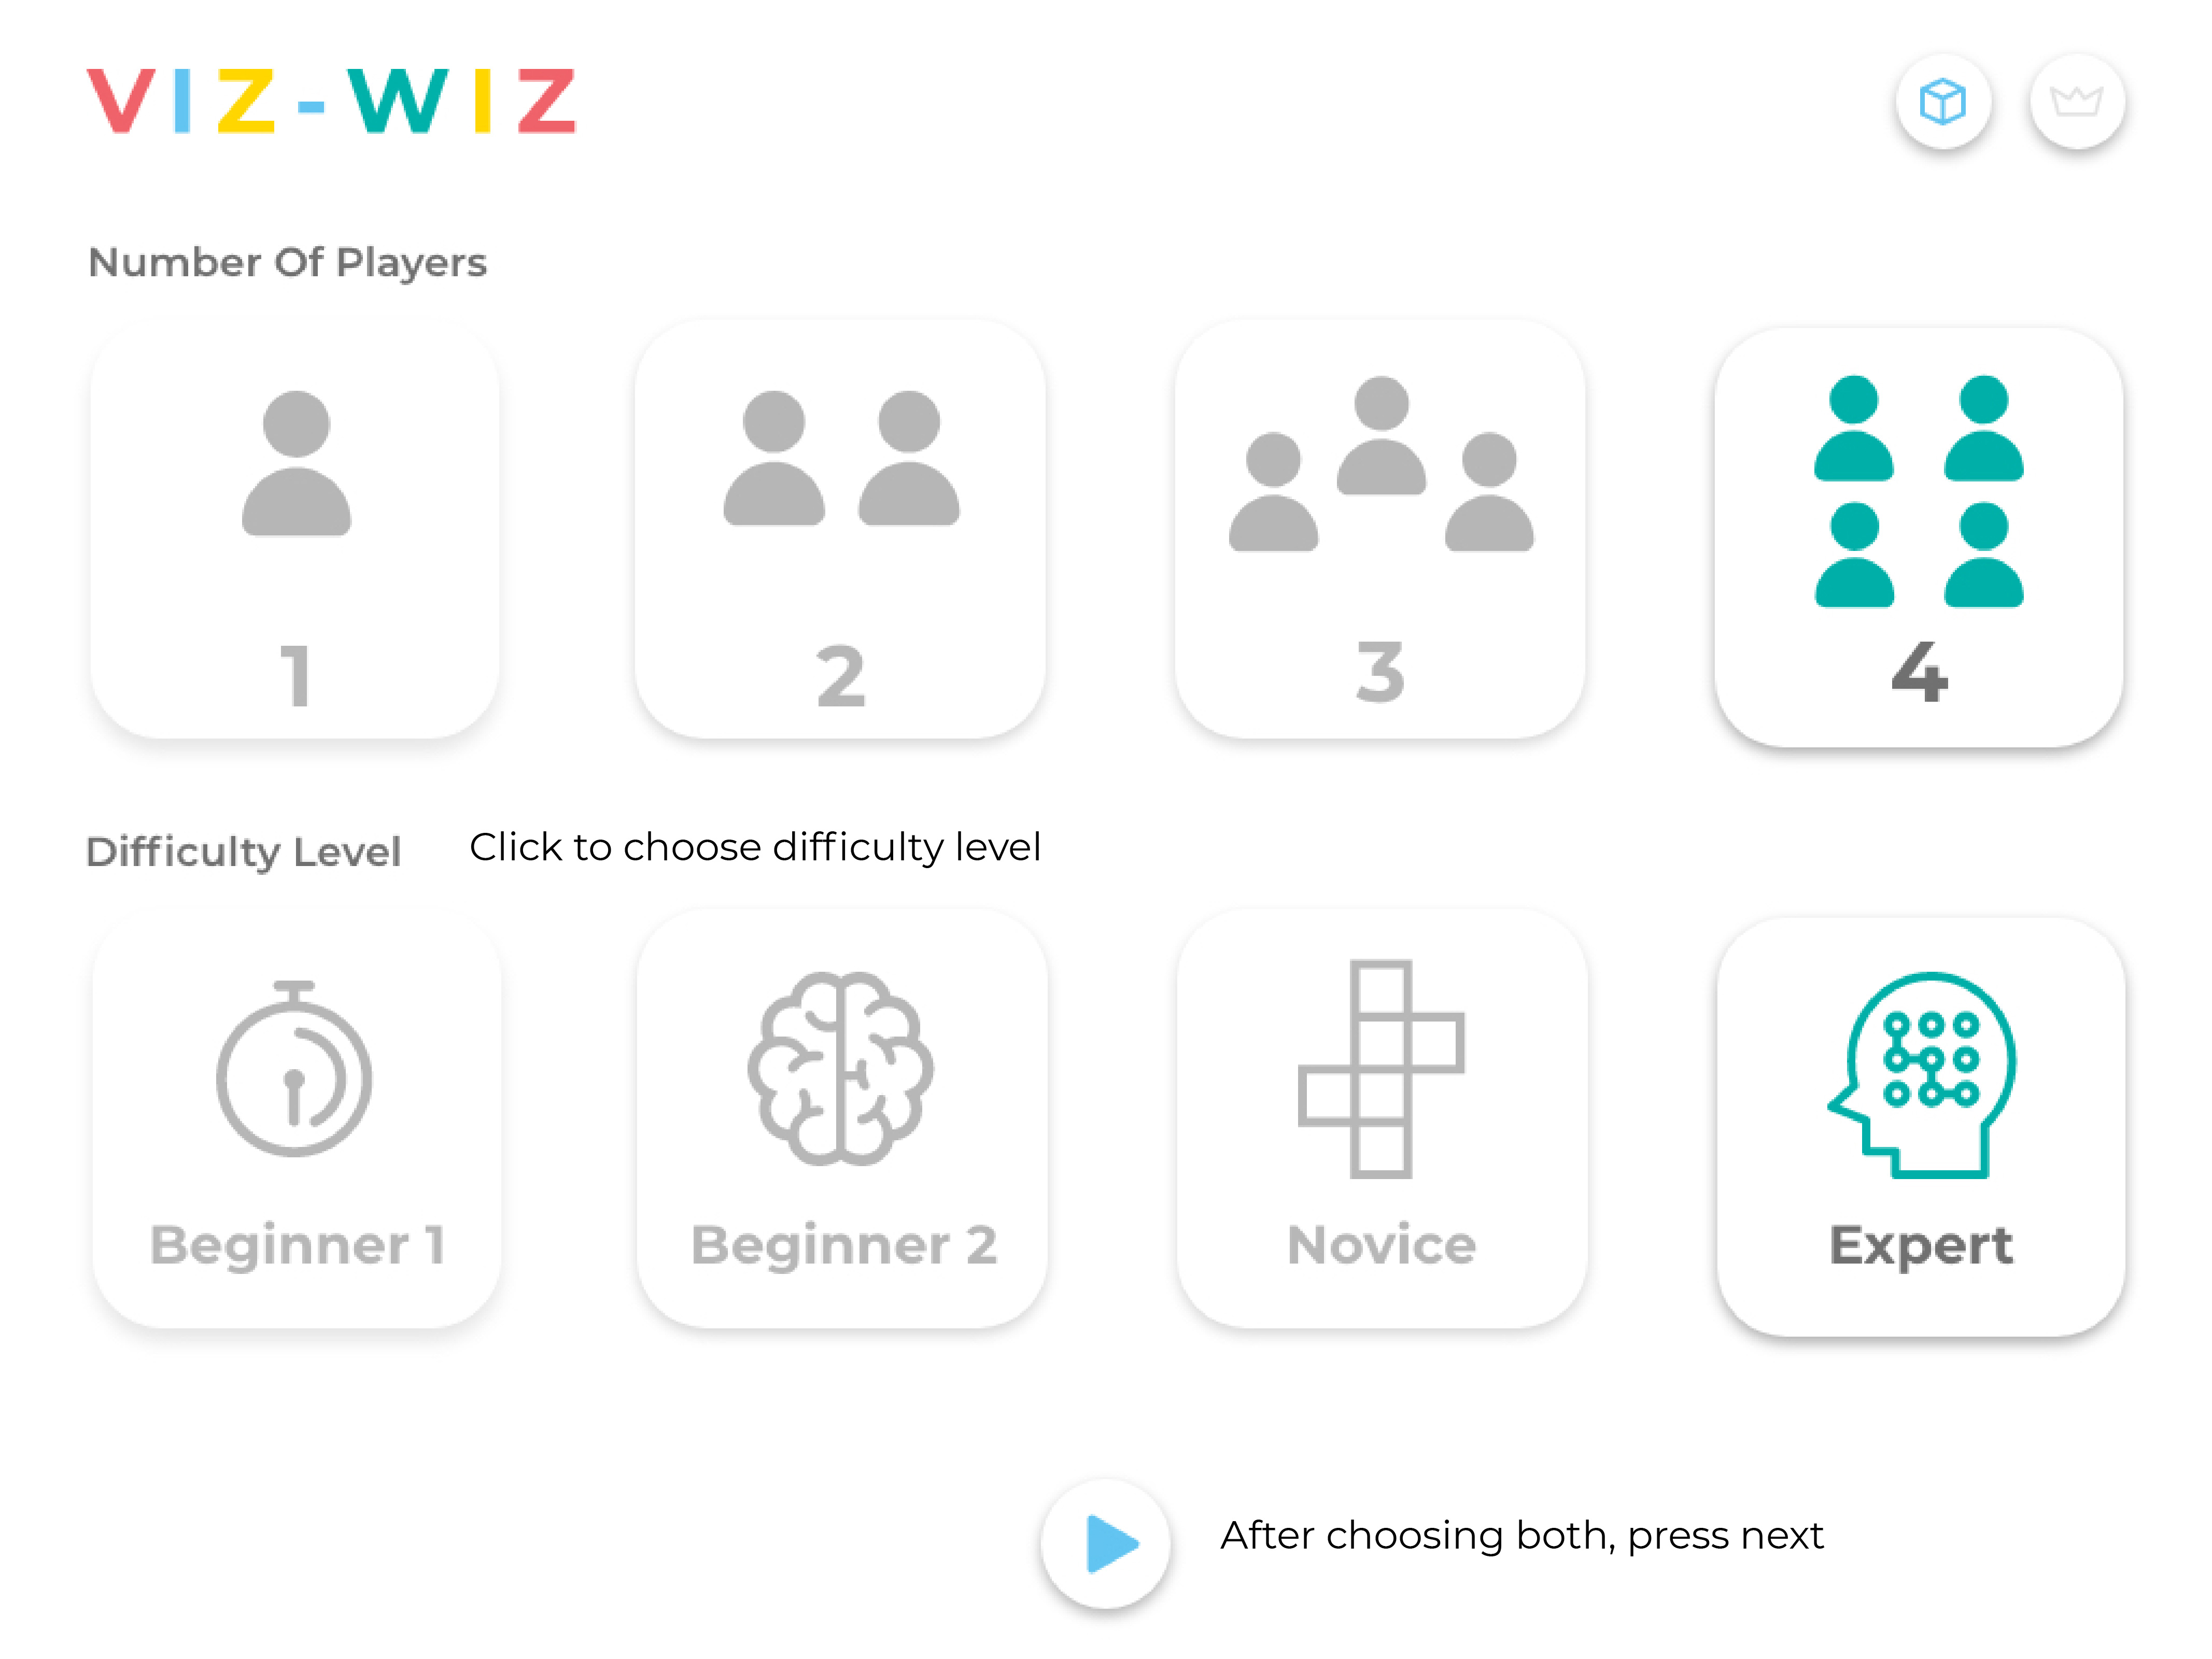 VIZ-WIZ
Number Of Players
1 2 3 4
Difficulty Level Click to choose difficulty level
Beginner 1 Beginner 2 Novice Expert
After choosing both, press next